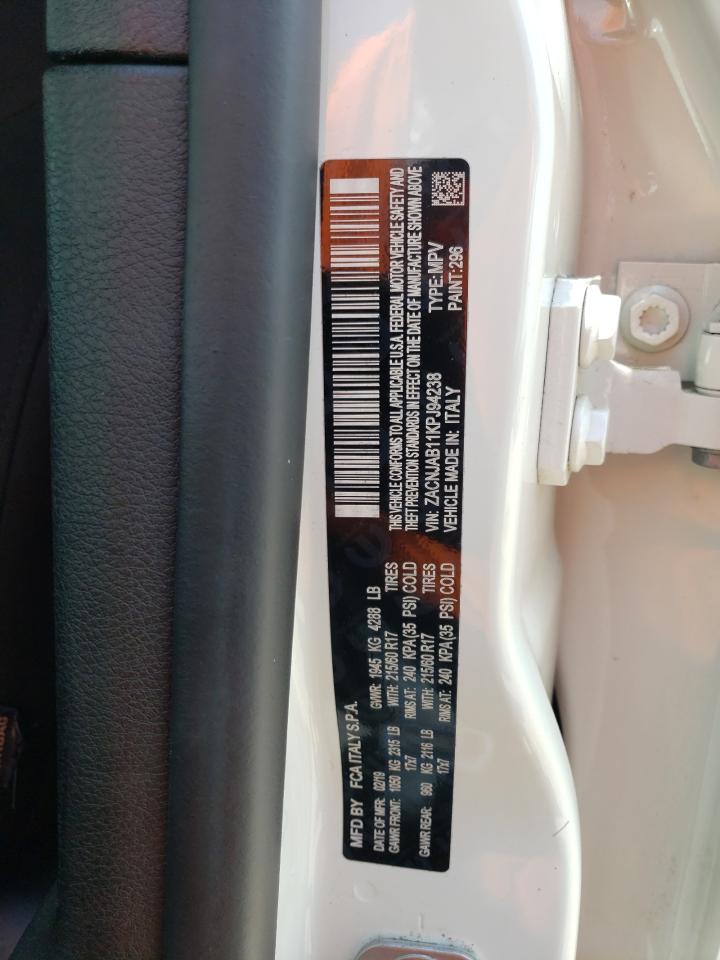 MFD BY FCA ITALY S.P.A.
DATE OF MFR: 02/19 GVWR: 1945 KG 4288 LB
GAWR FRONT: 1050 KG 2315 LB WITH: 215/60 R17 TIRES
17x7 RIMS AT: 240 KPA (35 PSI) COLD
GAWR REAR: 960 KG 2116 LB WITH: 215/60 R17 TIRES
17x7 RIMS AT: 240 KPA (35 PSI) COLD
THIS VEHICLE CONFORMS TO ALL APPLICABLE U.S.A. FEDERAL MOTOR VEHICLE SAFETY AND
THEFT PREVENTION STANDARDS IN EFFECT ON THE DATE OF MANUFACTURE SHOWN ABOVE
VIN: ZACNJAB11KPJ94238 TYPE: MPV
VEHICLE MADE IN: ITALY PAINT: 296